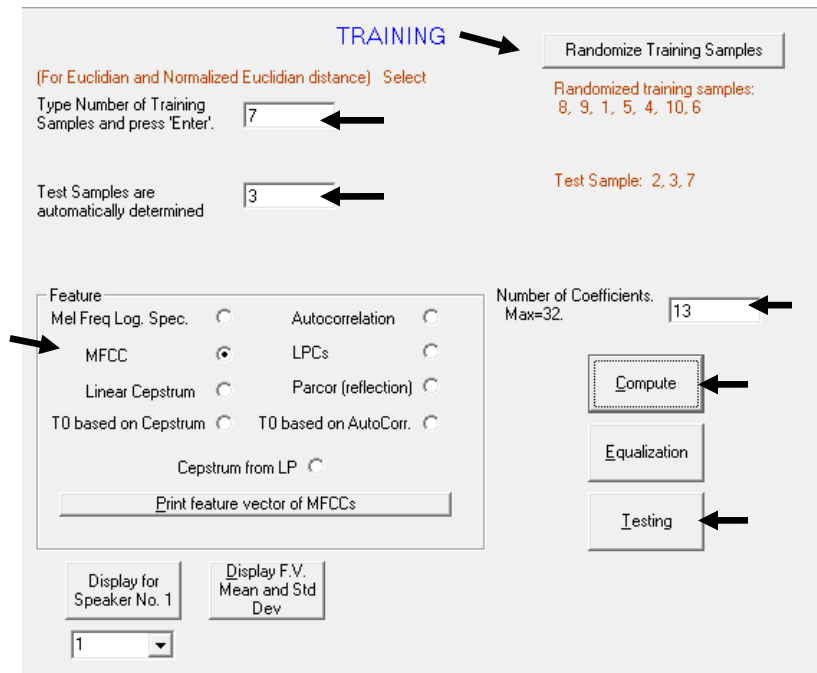 TRAINING
Randomize Training Samples
(For Euclidian and Normalized Euclidian distance) Select
Type Number of Training
Samples and press 'Enter'.
7
Randomized training samples:
8, 9, 1, 5, 4, 10, 6
Test Samples are
automatically determined
3
Test Sample: 2, 3, 7
Feature
Mel Freq Log. Spec.
Autocorrelation
MFCC
LPCs
Linear Cepstrum
Parcor (reflection)
T0 based on Cepstrum
T0 based on AutoCorr.
Cepstrum from LP
Print feature vector of MFCCs
Number of Coefficients.
Max=32.
13
Compute
Equalization
Testing
Display for
Speaker No. 1
Display F.V.
Mean and Std
Dev
1